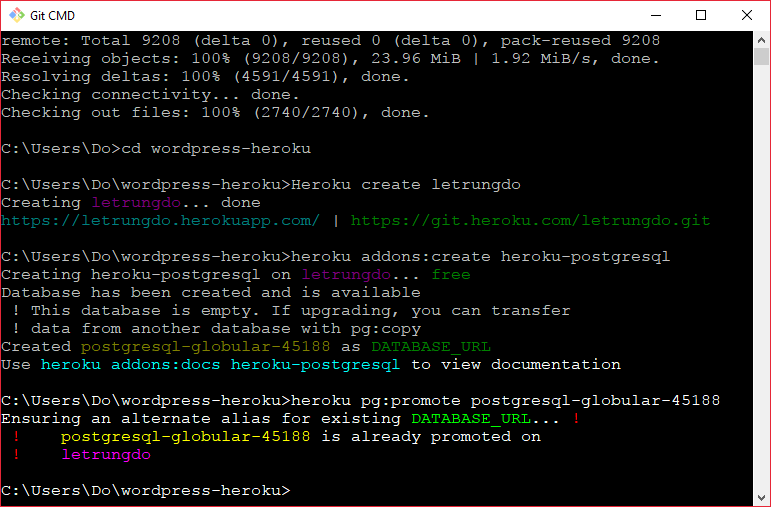 Git CMD
remote: Total 9208 (delta 0), reused 0 (delta 0), pack-reused 9208
Receiving objects: 100% (9208/9208), 23.96 MiB | 1.92 MiB/s, done.
Resolving deltas: 100% (4591/4591), done.
Checking connectivity... done.
Checking out files: 100% (2740/2740), done.
C:\Users\Do>cd wordpress-heroku
C:\Users\Do\wordpress-heroku>Heroku create letrungdo
Creating letrungdo... done
https://letrungdo.herokuapp.com/ | https://git.heroku.com/letrungdo.git
C:\Users\Do\wordpress-heroku>heroku addons:create heroku-postgresql
Creating heroku-postgresql on letrungdo... free
Database has been created and is available
 ! This database is empty. If upgrading, you can transfer
 ! data from another database with pg:copy
Created postgresql-globular-45188 as DATABASE_URL
Use heroku addons:docs heroku-postgresql to view documentation
C:\Users\Do\wordpress-heroku>heroku pg:promote postgresql-globular-45188
Ensuring an alternate alias for existing DATABASE_URL... !
 !    postgresql-globular-45188 is already promoted on
 !    letrungdo
C:\Users\Do\wordpress-heroku>